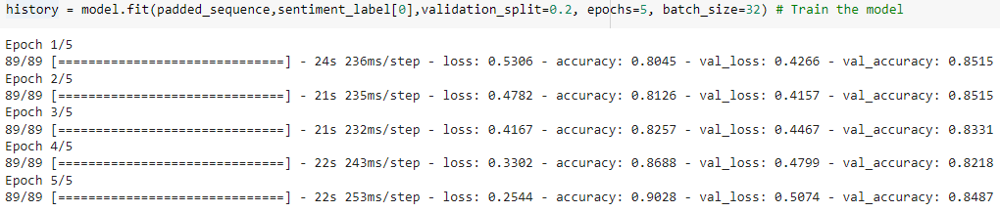 history = model.fit(padded_sequence,sentiment_label[0],validation_split=0.2, epochs=5, batch_size=32) # Train the model
Epoch 1/5
89/89 [==============================] - 24s 236ms/step - loss: 0.5306 - accuracy: 0.8045 - val_loss: 0.4266 - val_accuracy: 0.8515
Epoch 2/5
89/89 [==============================] - 21s 235ms/step - loss: 0.4782 - accuracy: 0.8126 - val_loss: 0.4157 - val_accuracy: 0.8515
Epoch 3/5
89/89 [==============================] - 21s 232ms/step - loss: 0.4167 - accuracy: 0.8257 - val_loss: 0.4467 - val_accuracy: 0.8331
Epoch 4/5
89/89 [==============================] - 22s 243ms/step - loss: 0.3302 - accuracy: 0.8688 - val_loss: 0.4799 - val_accuracy: 0.8218
Epoch 5/5
89/89 [==============================] - 22s 253ms/step - loss: 0.2544 - accuracy: 0.9028 - val_loss: 0.5074 - val_accuracy: 0.8487